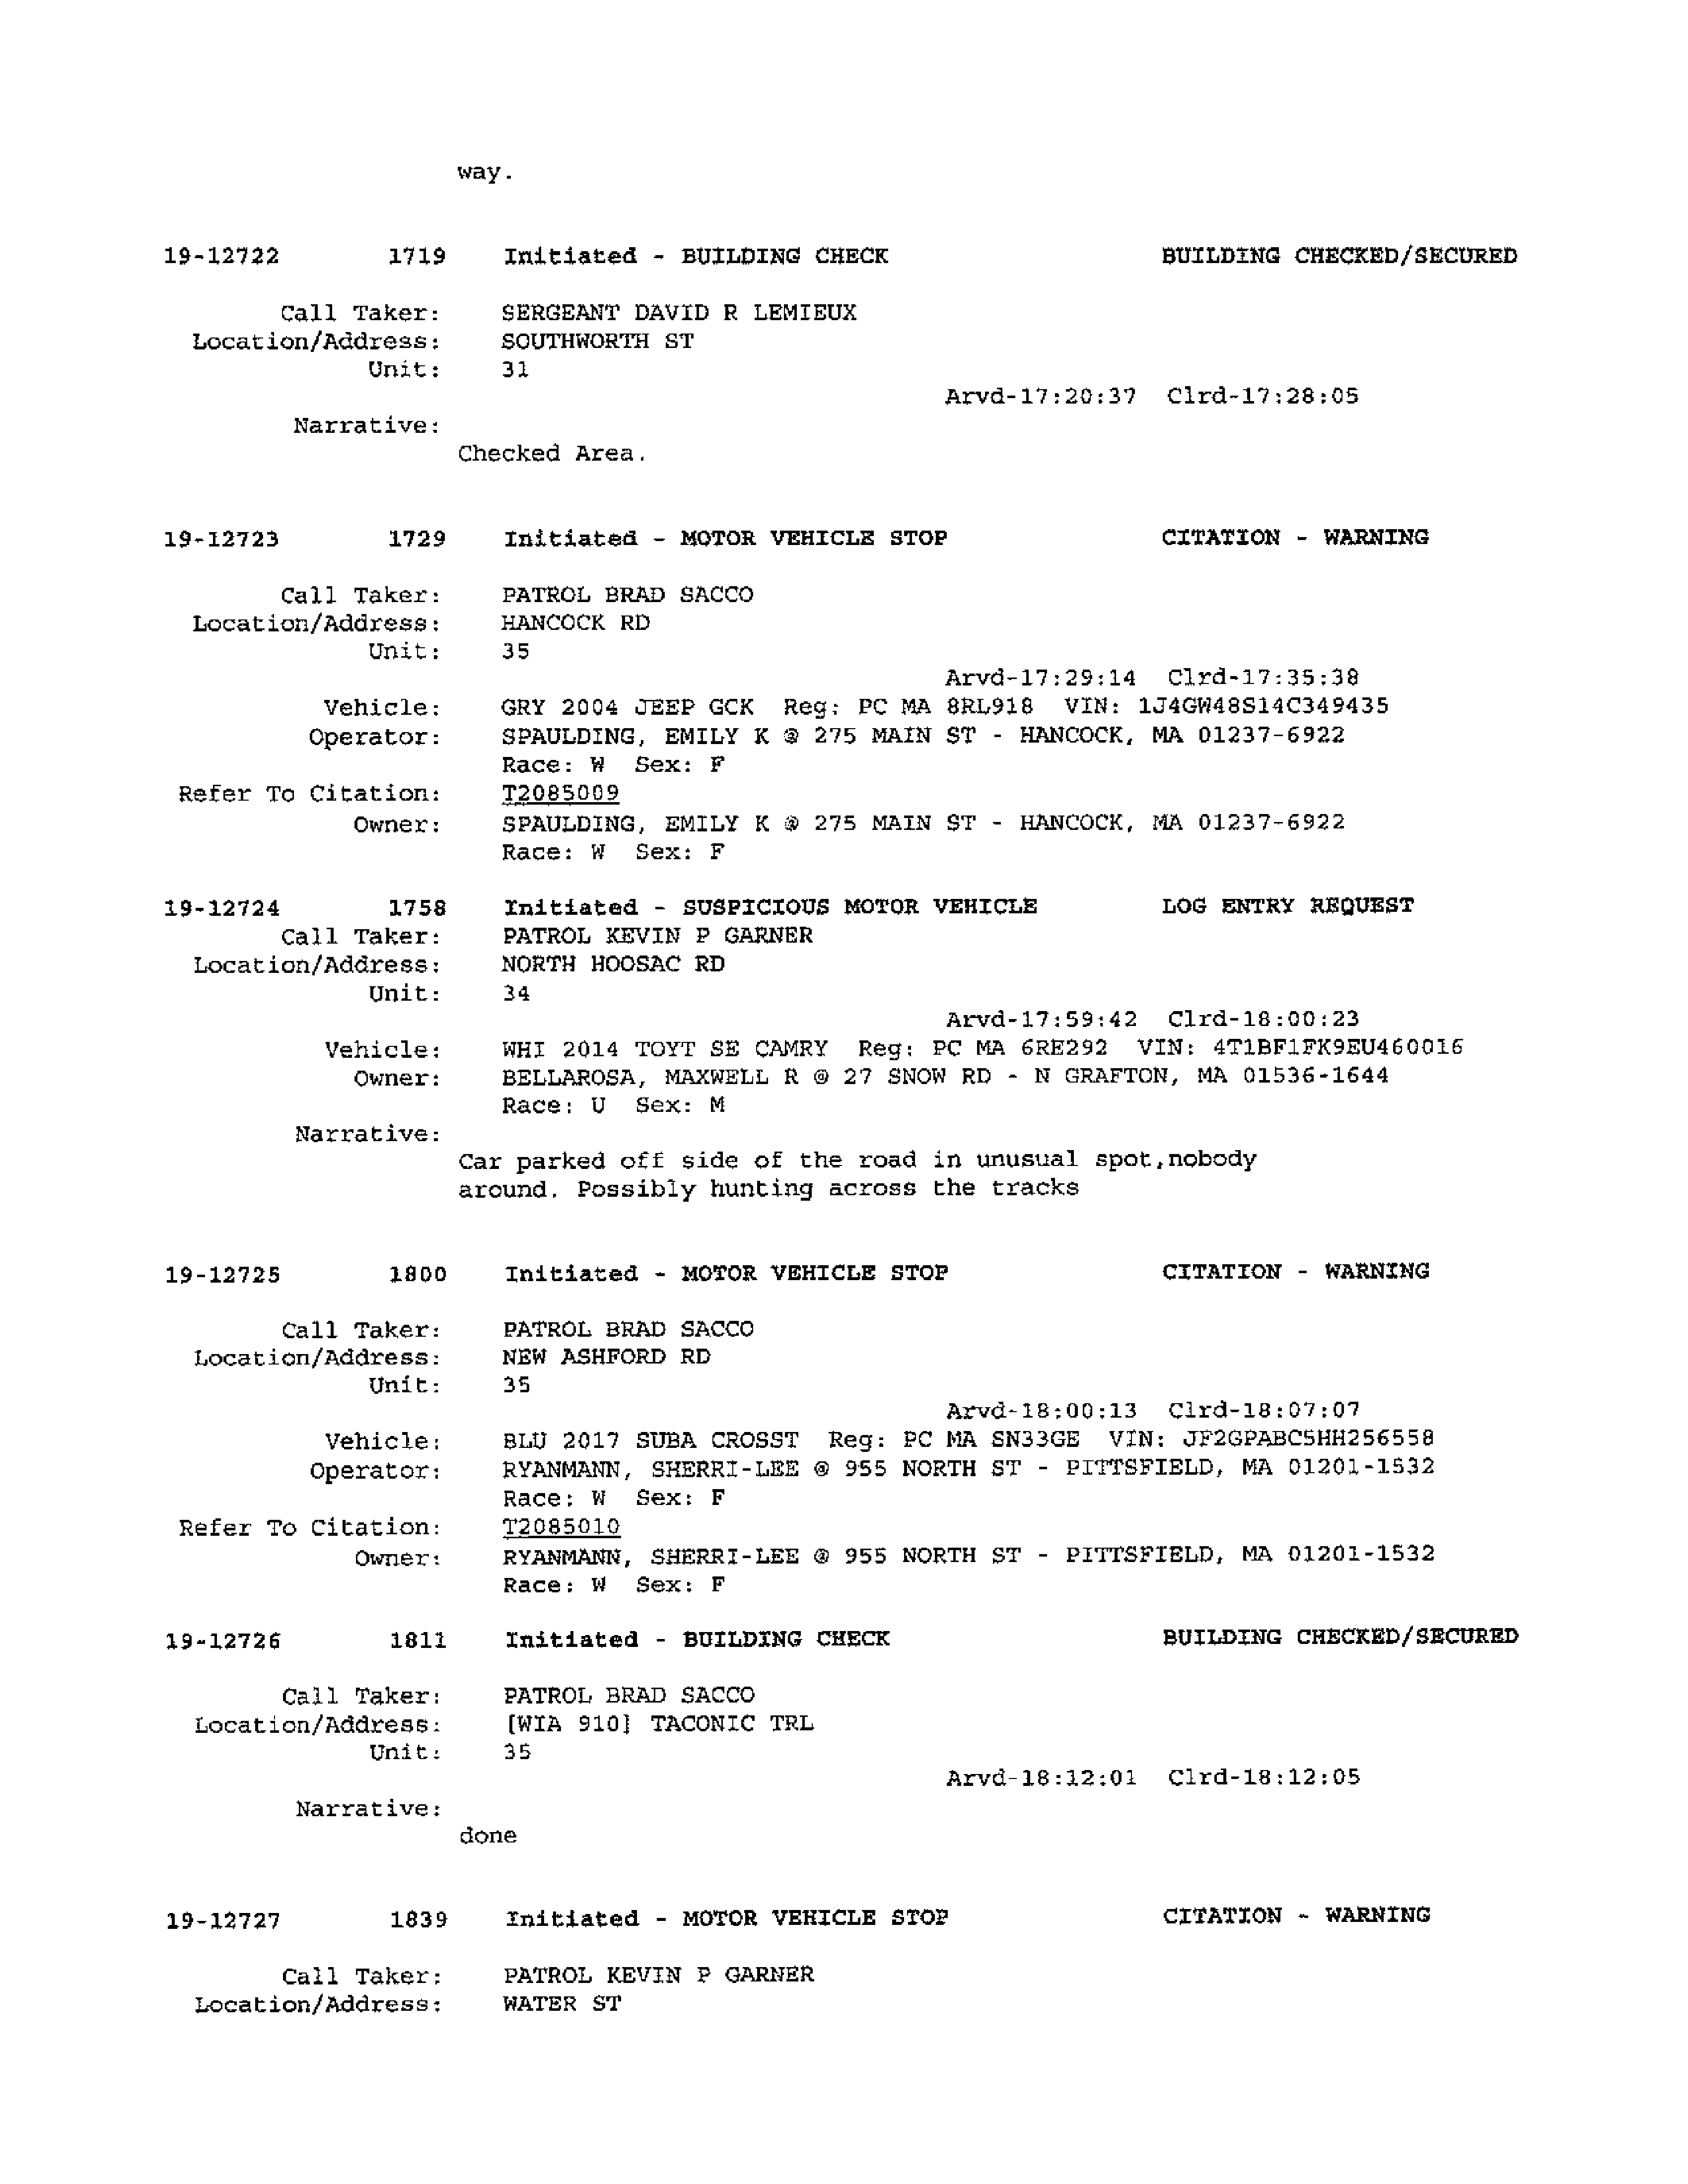 way.
19-12722 1719 Initiated - BUILDING CHECK BUILDING CHECKED/SECURED
Call Taker: SERGEANT DAVID R LEMIEUX
Location/Address: SOUTHWORTH ST
Unit: 31
Arvd-17:20:37 Clrd-17:28:05
Narrative:
Checked Area.
19-12723 1729 Initiated - MOTOR VEHICLE STOP CITATION - WARNING
Call Taker: PATROL BRAD SACCO
Location/Address: HANCOCK RD
Unit: 35
Arvd-17:29:14 Clrd-17:35:38
Vehicle: GRY 2004 JEEP GCK Reg: PC MA 8RL918 VIN: 1J4GW48S14C349435
Operator: SPAULDING, EMILY K @ 275 MAIN ST - HANCOCK, MA 01237-6922
Race: W Sex: F
Refer To Citation: T2085009
Owner: SPAULDING, EMILY K @ 275 MAIN ST - HANCOCK, MA 01237-6922
Race: W Sex: F
19-12724 1758 Initiated - SUSPICIOUS MOTOR VEHICLE LOG ENTRY REQUEST
Call Taker: PATROL KEVIN P GARNER
Location/Address: NORTH HOOSAC RD
Unit: 34
Arvd-17:59:42 Clrd-18:00:23
Vehicle: WHI 2014 TOYT SE CAMRY Reg: PC MA 6RE292 VIN: 4T1BF1FK9EU460016
Owner: BELLAROSA, MAXWELL R @ 27 SNOW RD - N GRAFTON, MA 01536-1644
Race: U Sex: M
Narrative:
Car parked off side of the road in unusual spot,nobody
around. Possibly hunting across the tracks
19-12725 1800 Initiated - MOTOR VEHICLE STOP CITATION - WARNING
Call Taker: PATROL BRAD SACCO
Location/Address: NEW ASHFORD RD
Unit: 35
Arvd-18:00:13 Clrd-18:07:07
Vehicle: BLU 2017 SUBA CROSST Reg: PC MA SN33GE VIN: JF2GPABC5HH256558
Operator: RYANMANN, SHERRI-LEE @ 955 NORTH ST - PITTSFIELD, MA 01201-1532
Race: W Sex: F
Refer To Citation: T2085010
Owner: RYANMANN, SHERRI-LEE @ 955 NORTH ST - PITTSFIELD, MA 01201-1532
Race: W Sex: F
19-12726 1811 Initiated - BUILDING CHECK BUILDING CHECKED/SECURED
Call Taker: PATROL BRAD SACCO
Location/Address: [WIA 910] TACONIC TRL
Unit: 35
Arvd-18:12:01 Clrd-18:12:05
Narrative:
done
19-12727 1839 Initiated - MOTOR VEHICLE STOP CITATION - WARNING
Call Taker: PATROL KEVIN P GARNER
Location/Address: WATER ST